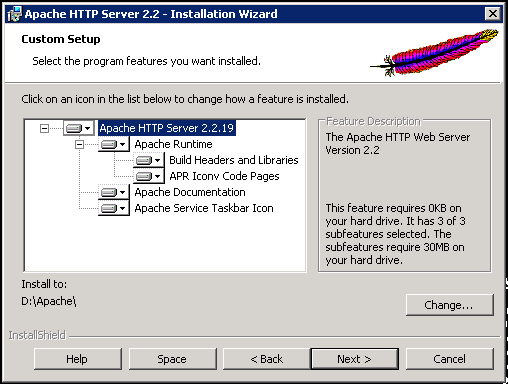 Apache HTTP Server 2.2 - Installation Wizard
Custom Setup
Select the program features you want installed.
Click on an icon in the list below to change how a feature is installed.
Apache HTTP Server 2.2.19
Apache Runtime
Build Headers and Libraries
APR Iconv Code Pages
Apache Documentation
Apache Service Taskbar Icon
Feature Description
The Apache HTTP Web Server
Version 2.2
This feature requires 0KB on
your hard drive. It has 3 of 3
subfeatures selected. The
subfeatures require 30MB on
your hard drive.
Install to:
D:\Apache\
Change...
InstallShield
Help
Space
< Back
Next >
Cancel